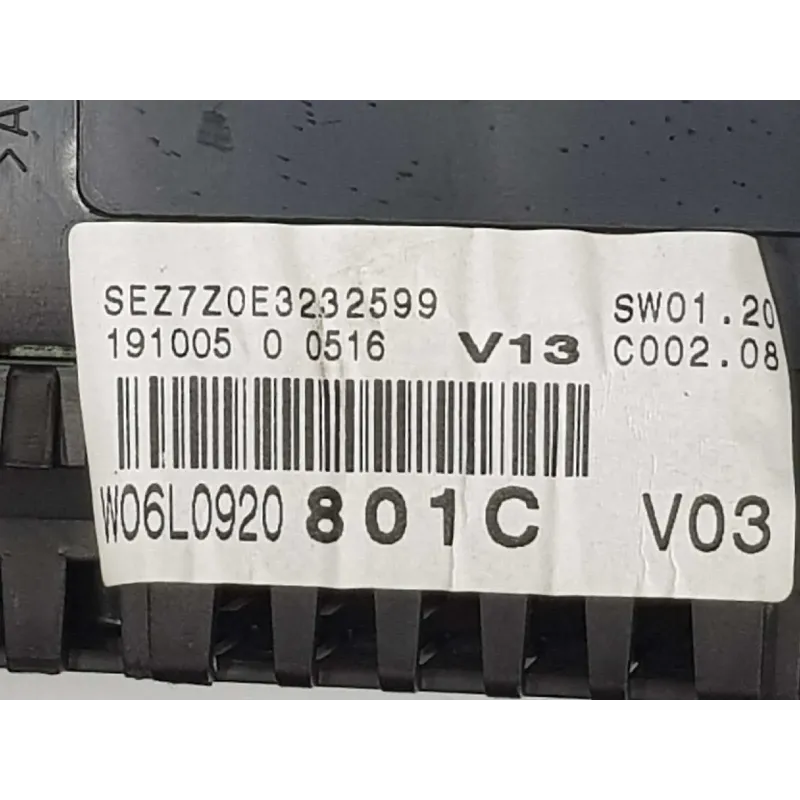 >A
SEZ7Z0E3232599
SW01.20
191005 0 0516 V13
C002.08
W06L0920 801C V03